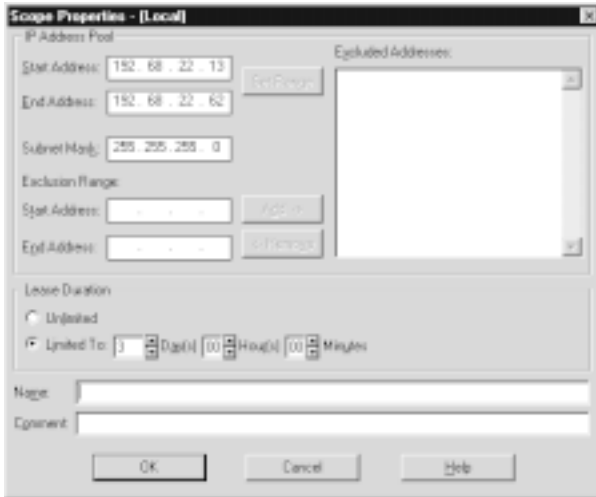 Scope Properties - (Local)
IP Address Pool
Excluded Addresses:
Start Address: 192 . 68 . 22 . 13
Set Range
End Address: 192 . 68 . 22 . 62
Subnet Mask: 255 . 255 . 255 . 0
Exclusion Range:
Start Address: . . . Add ->
End Address: . . . <- Remove
Lease Duration
Unlimited
Limited To: 3 Day(s) 00 Hour(s) 00 Minutes
Name:
Comment:
OK Cancel Help